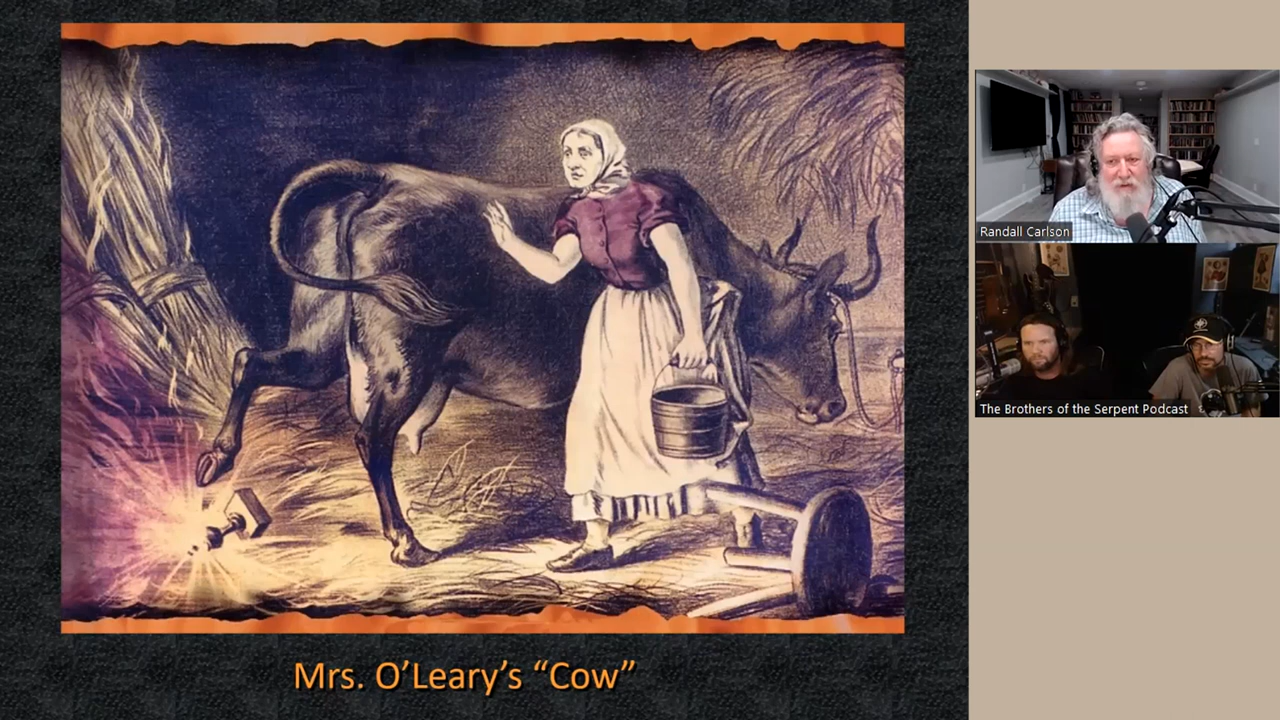 Mrs. O’Leary’s “Cow”
Randall Carlson
The Brothers of the Serpent Podcast